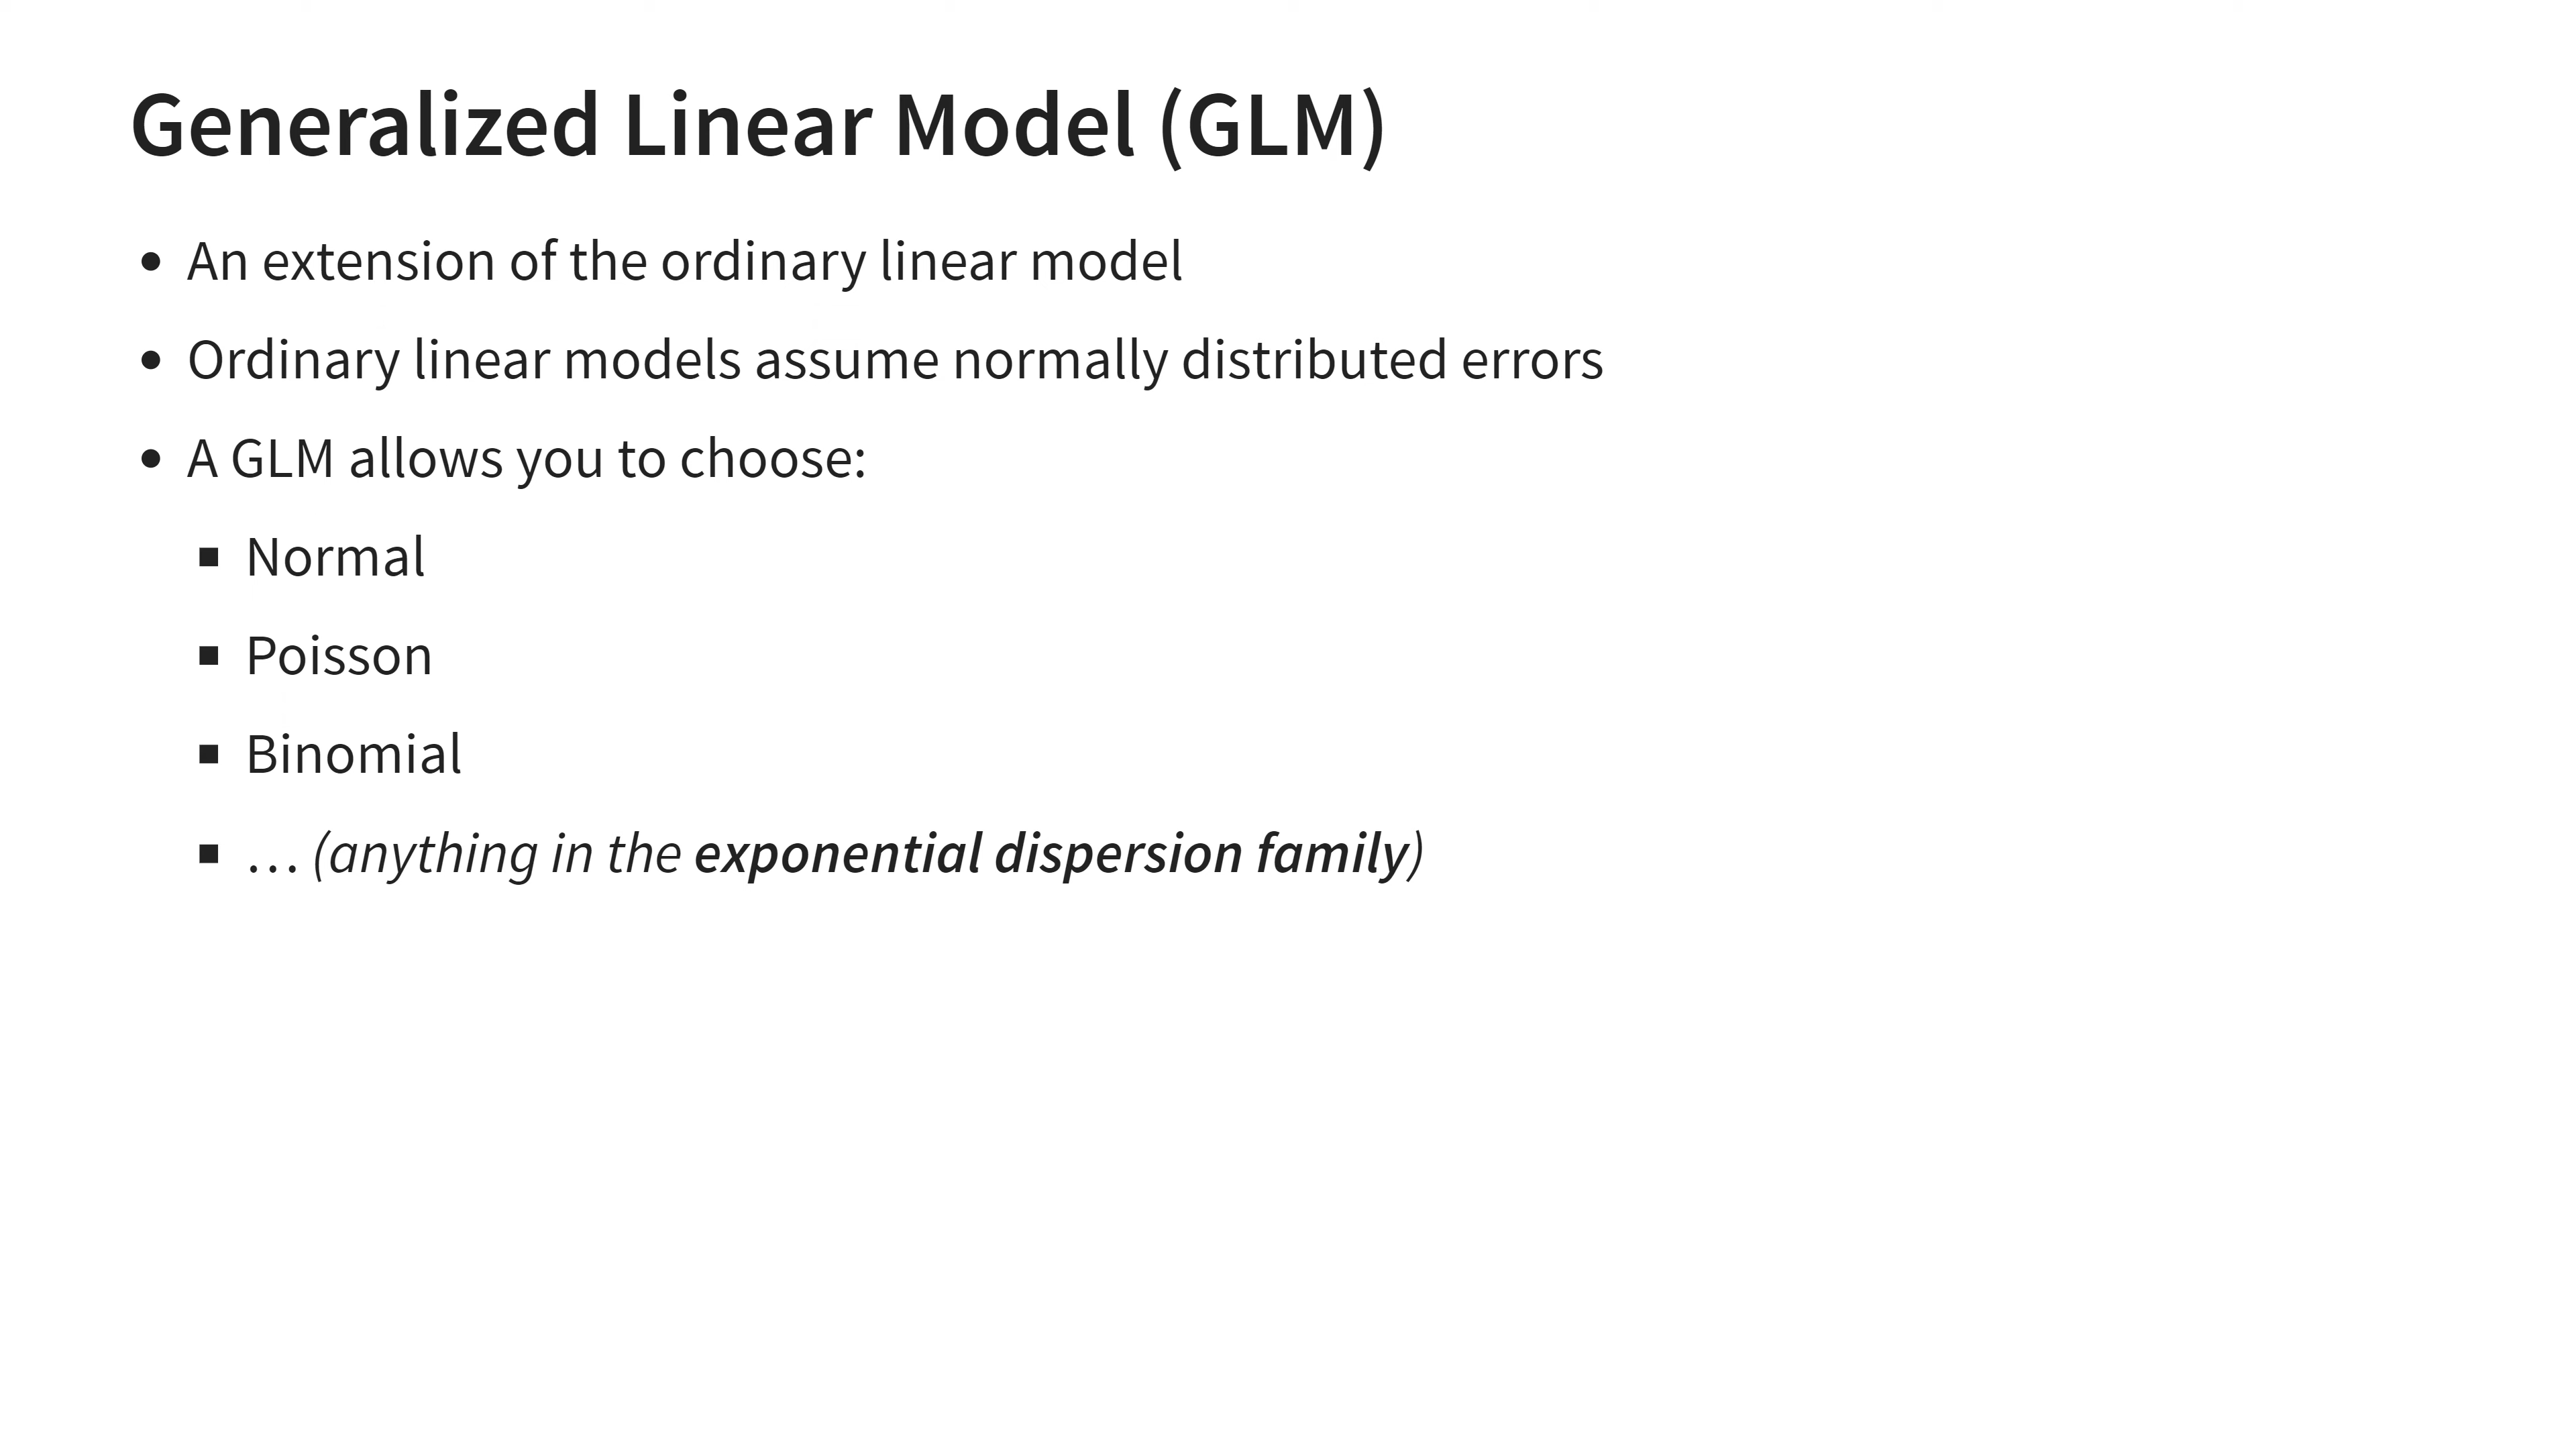 Generalized Linear Model (GLM)
• An extension of the ordinary linear model
• Ordinary linear models assume normally distributed errors
• A GLM allows you to choose:
▪ Normal
▪ Poisson
▪ Binomial
▪ … (anything in the exponential dispersion family)